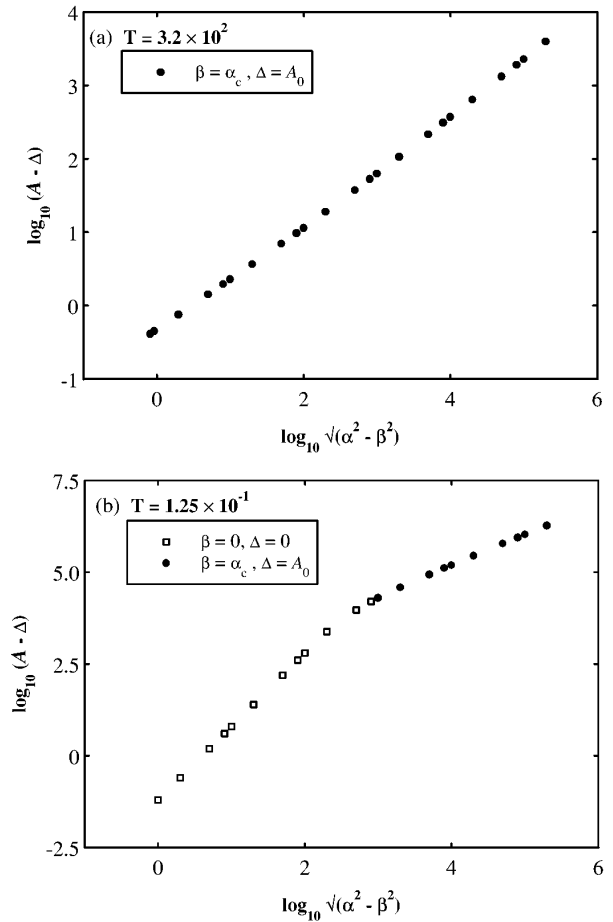 (a) T = 3.2 × 10²
● β = α_c , Δ = A₀
log₁₀ (A - Δ)
4
3
2
1
0
-1
0 2 4 6
log₁₀ √(α² - β²)
(b) T = 1.25 × 10⁻¹
□ β = 0, Δ = 0
● β = α_c , Δ = A₀
log₁₀ (A - Δ)
7.5
5.0
2.5
0
-2.5
0 2 4 6
log₁₀ √(α² - β²)